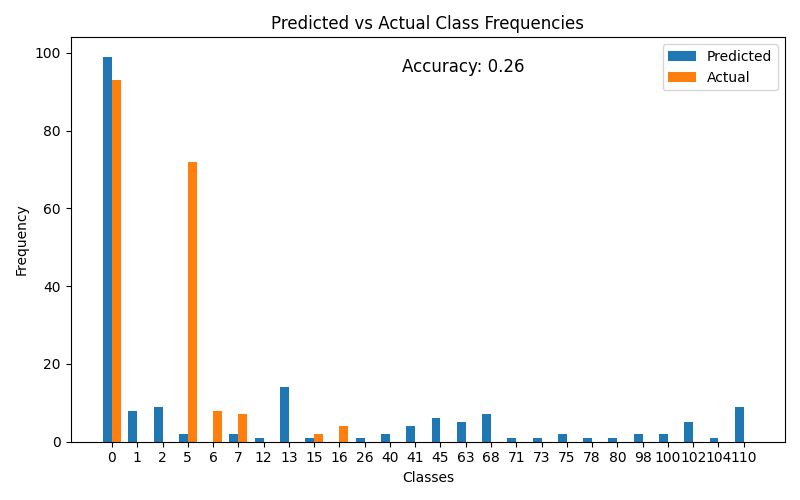 Predicted vs Actual Class Frequencies
Accuracy: 0.26
Predicted
Actual
100
80
60
40
20
0
Frequency
0 1 2 5 6 7 12 13 15 16 26 40 41 45 63 68 71 73 75 78 80 98 100 102 104 110
Classes